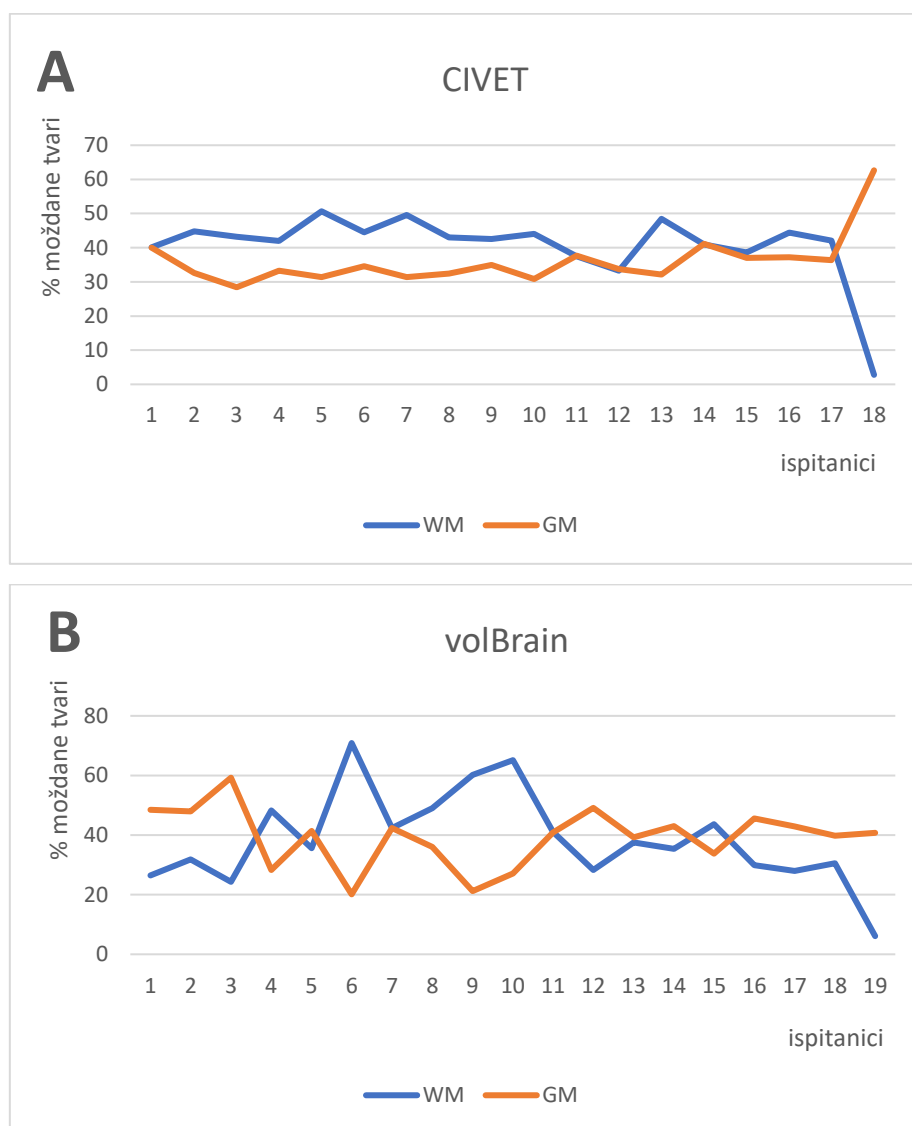 A
CIVET
% moždane tvari
70
60
50
40
30
20
10
0
1 2 3 4 5 6 7 8 9 10 11 12 13 14 15 16 17 18
ispitanici
WM GM
B
volBrain
% moždane tvari
80
60
40
20
0
1 2 3 4 5 6 7 8 9 10 11 12 13 14 15 16 17 18 19
ispitanici
WM GM